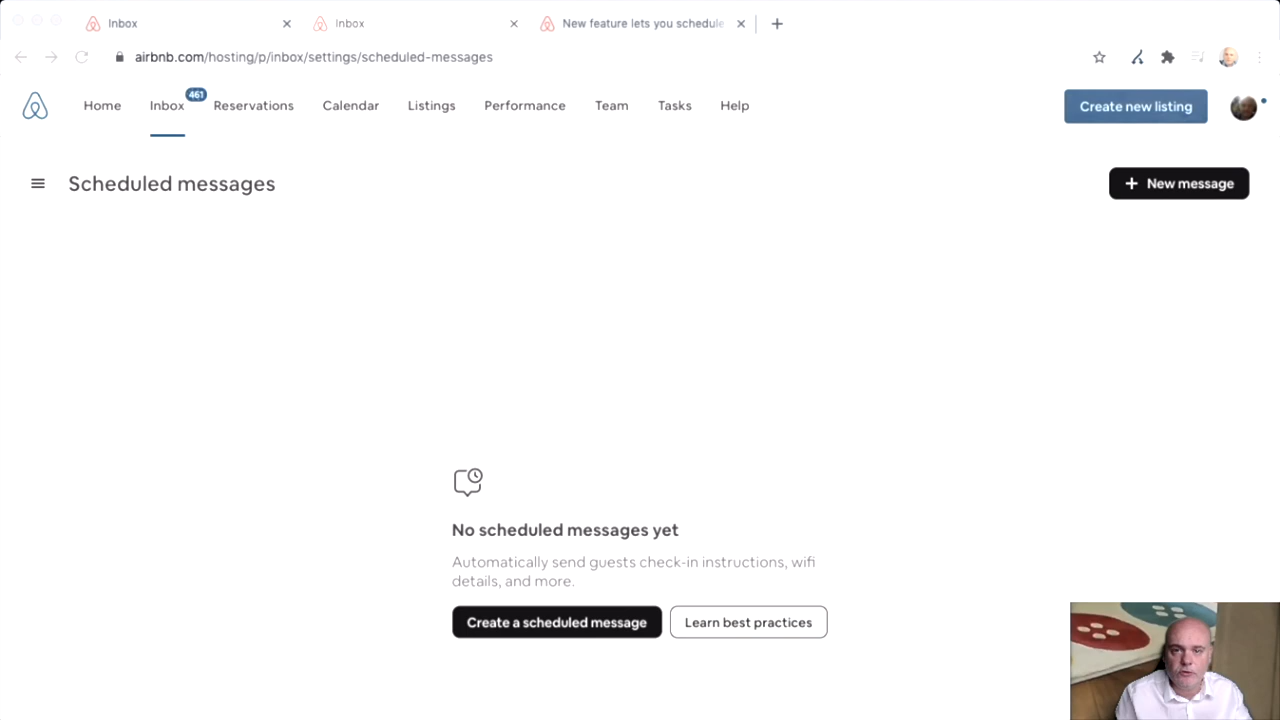 Inbox
Inbox
New feature lets you schedule
airbnb.com/hosting/p/inbox/settings/scheduled-messages
Home
Inbox
461
Reservations
Calendar
Listings
Performance
Team
Tasks
Help
Create new listing
Scheduled messages
+ New message
No scheduled messages yet
Automatically send guests check-in instructions, wifi
details, and more.
Create a scheduled message
Learn best practices